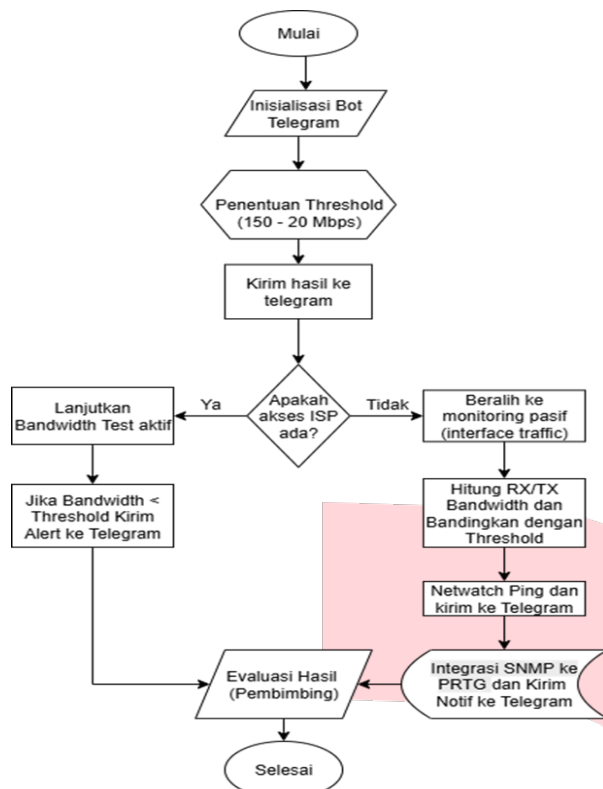 Mulai
Inisialisasi Bot
Telegram
Penentuan Threshold
(150 - 20 Mbps)
Kirim hasil ke
telegram
Apakah
akses ISP
ada?
Ya
Tidak
Lanjutkan
Bandwidth Test aktif
Jika Bandwidth <
Threshold Kirim
Alert ke Telegram
Beralih ke
monitoring pasif
(interface traffic)
Hitung RX/TX
Bandwidth dan
Bandingkan dengan
Threshold
Netwatch Ping dan
kirim ke Telegram
Integrasi SNMP ke
PRTG dan Kirim
Notif ke Telegram
Evaluasi Hasil
(Pembimbing)
Selesai